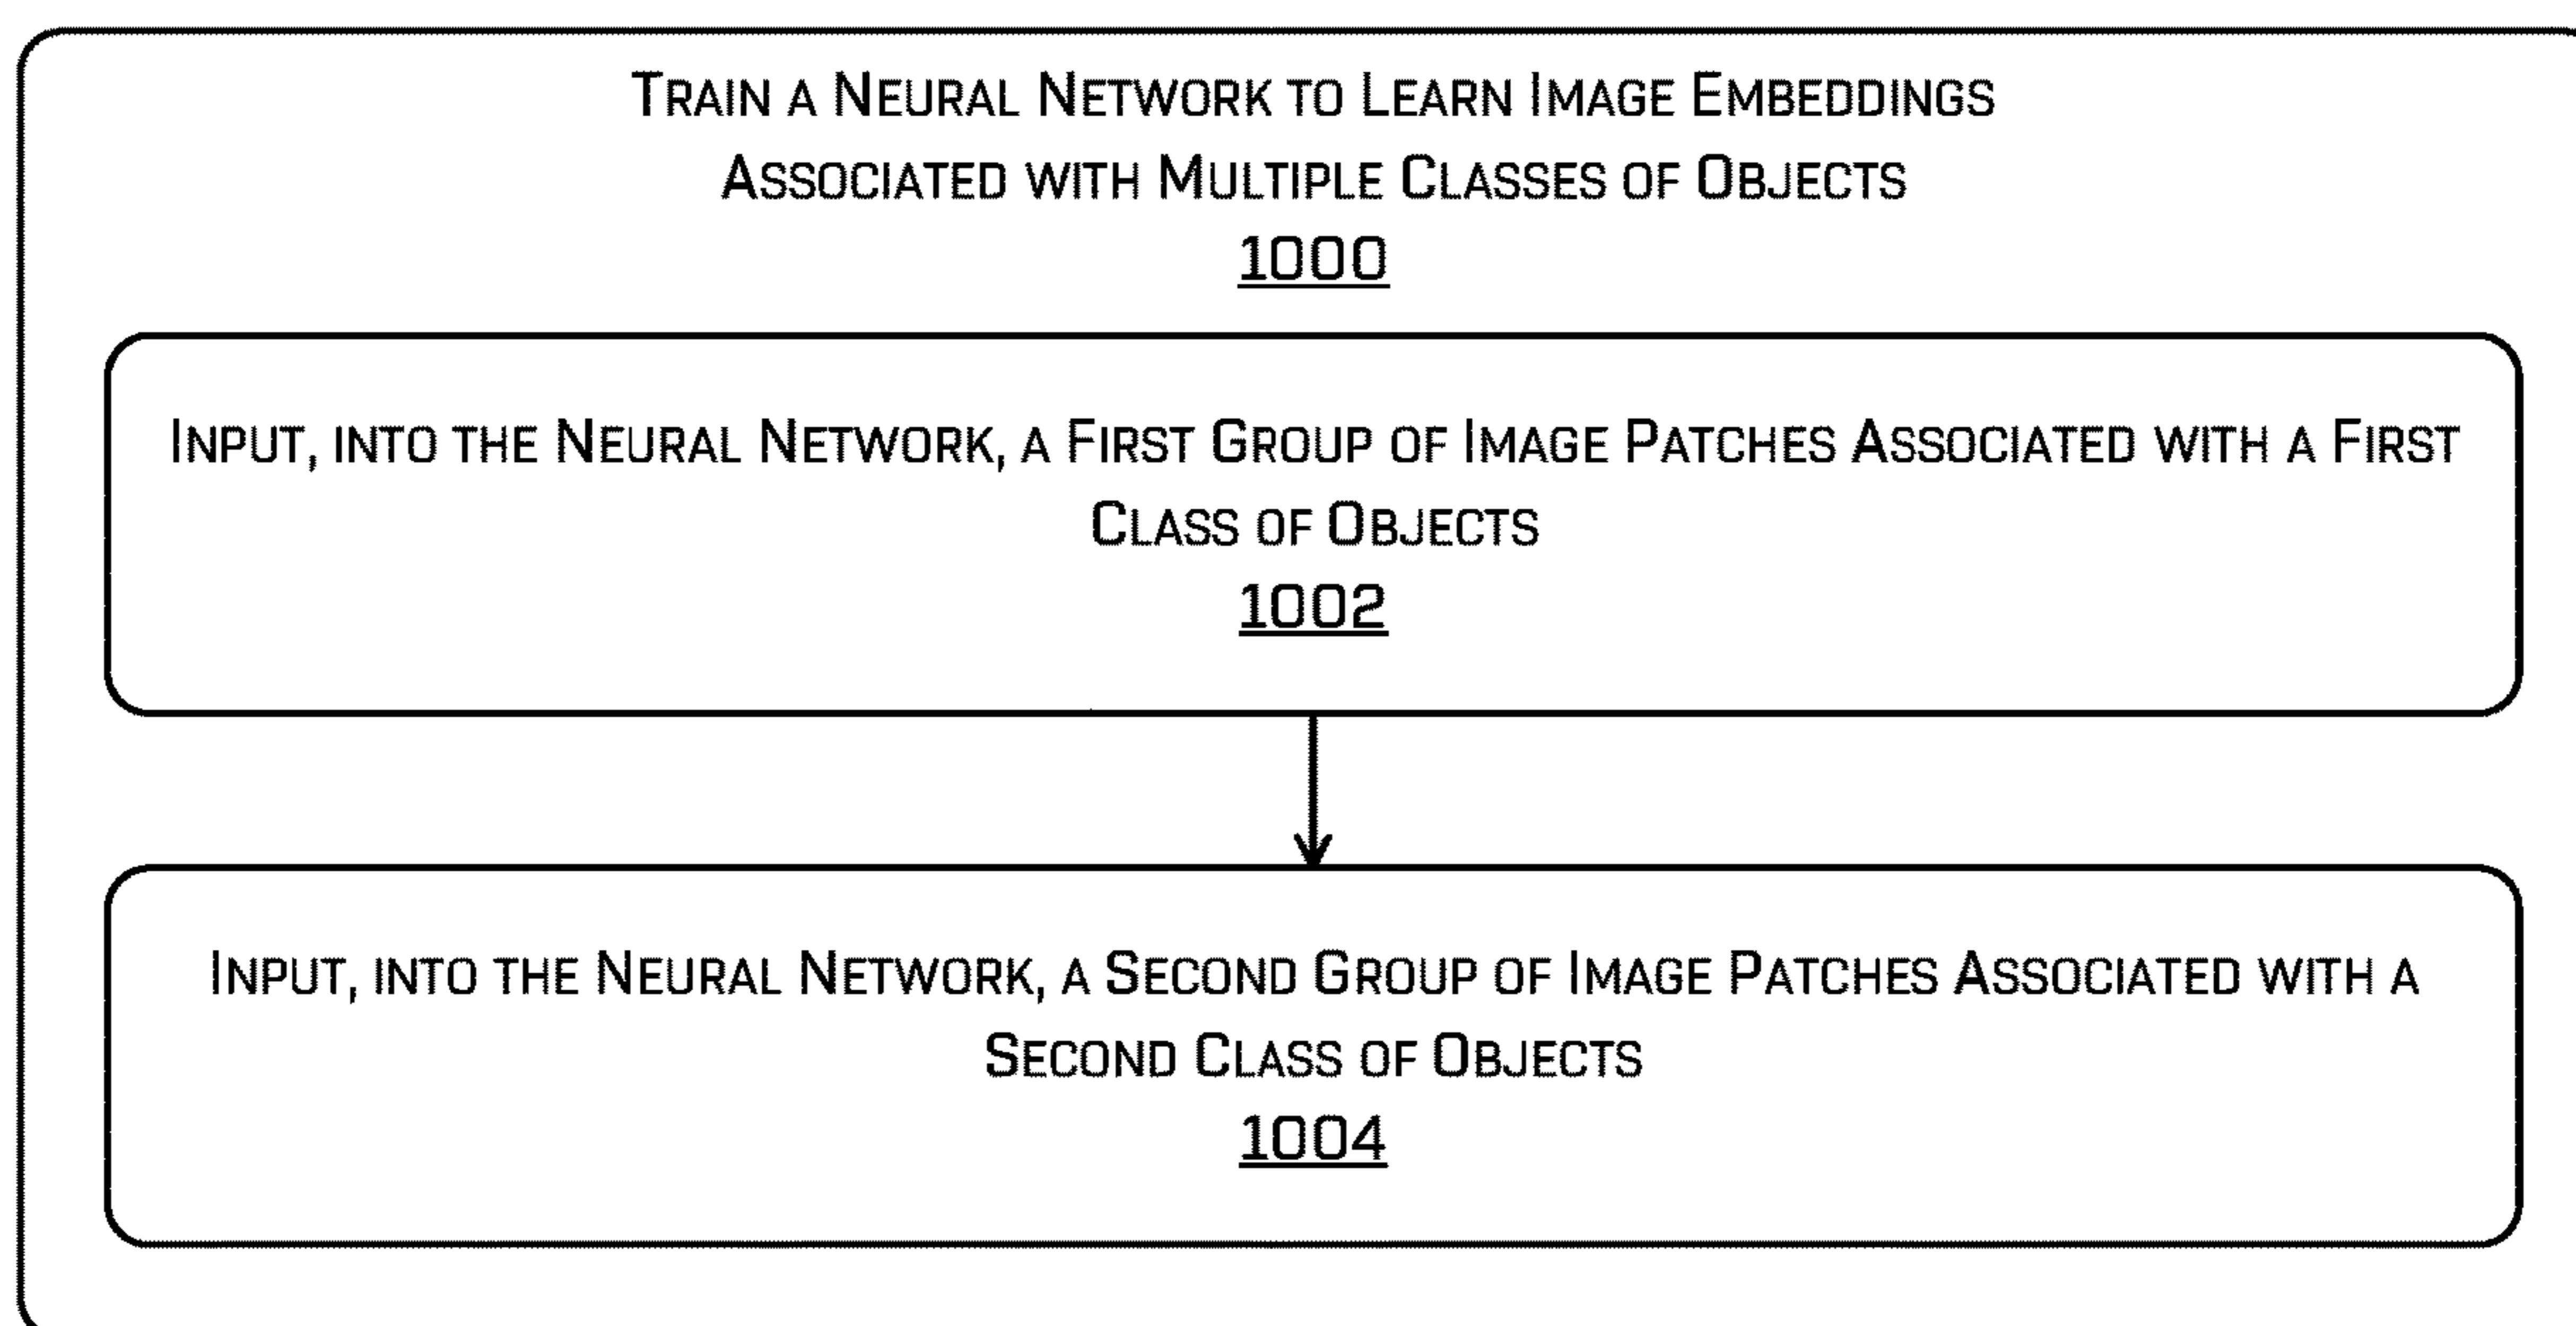 Train a Neural Network to Learn Image Embeddings
Associated with Multiple Classes of Objects
1000
Input, into the Neural Network, a First Group of Image Patches Associated with a First
Class of Objects
1002
Input, into the Neural Network, a Second Group of Image Patches Associated with a
Second Class of Objects
1004